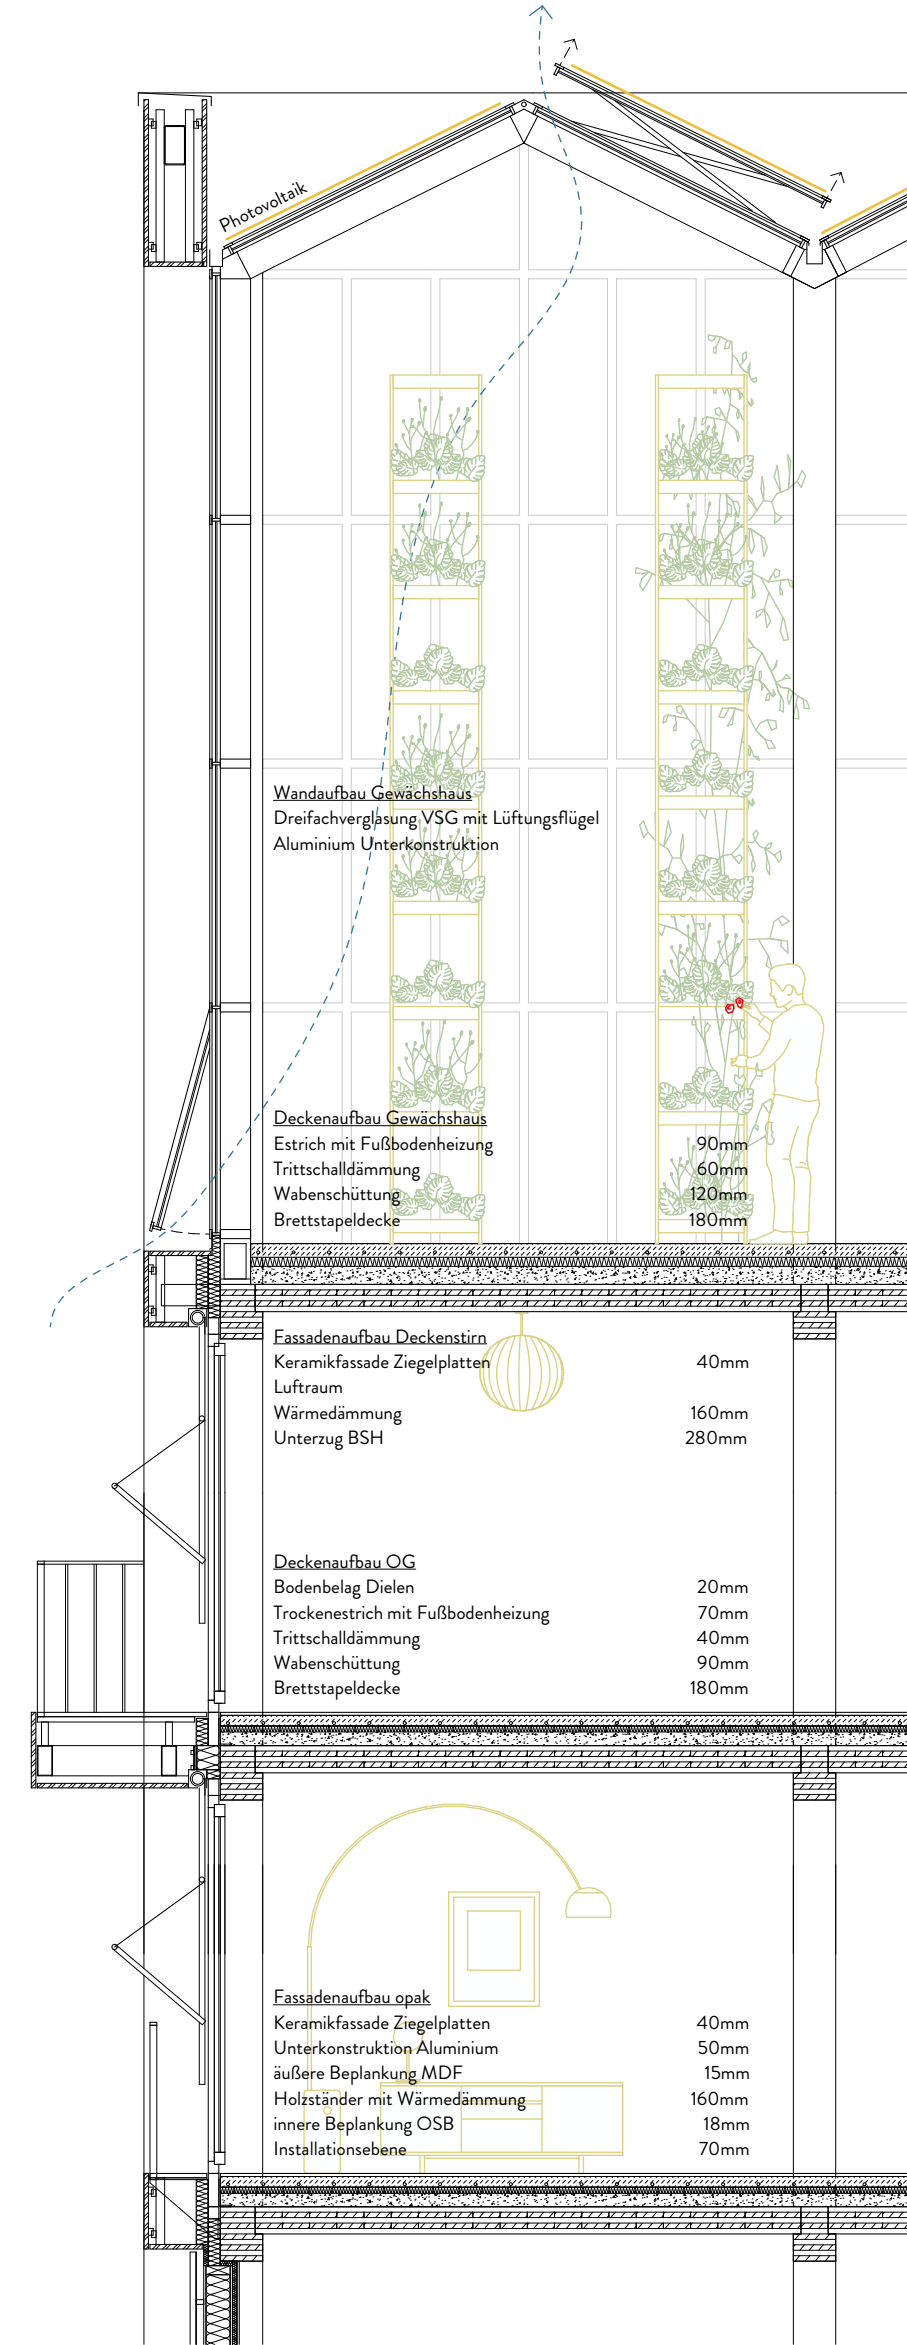 Photovoltaik
Wandaufbau Gewächshaus
Dreifachverglasung VSG mit Lüftungsflügel
Aluminium Unterkonstruktion
Deckenaufbau Gewächshaus
Estrich mit Fußbodenheizung 90mm
Trittschalldämmung 60mm
Wabenschüttung 120mm
Brettstapeldecke 180mm
Fassadenaufbau Deckenstirn
Keramikfassade Ziegelplatten 40mm
Luftraum
Wärmedämmung 160mm
Unterzug BSH 280mm
Deckenaufbau OG
Bodenbelag Dielen 20mm
Trockenestrich mit Fußbodenheizung 70mm
Trittschalldämmung 40mm
Wabenschüttung 90mm
Brettstapeldecke 180mm
Fassadenaufbau opak
Keramikfassade Ziegelplatten 40mm
Unterkonstruktion Aluminium 50mm
äußere Beplankung MDF 15mm
Holzständer mit Wärmedämmung 160mm
innere Beplankung OSB 18mm
Installationsebene 70mm